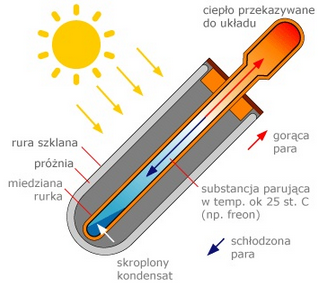 ciepło przekazywane
do układu
rura szklana
próżnia
miedziana
rurka
gorąca
para
substancja parująca
w temp. ok 25 st. C
(np. freon)
schłodzona
para
skroplony
kondensat